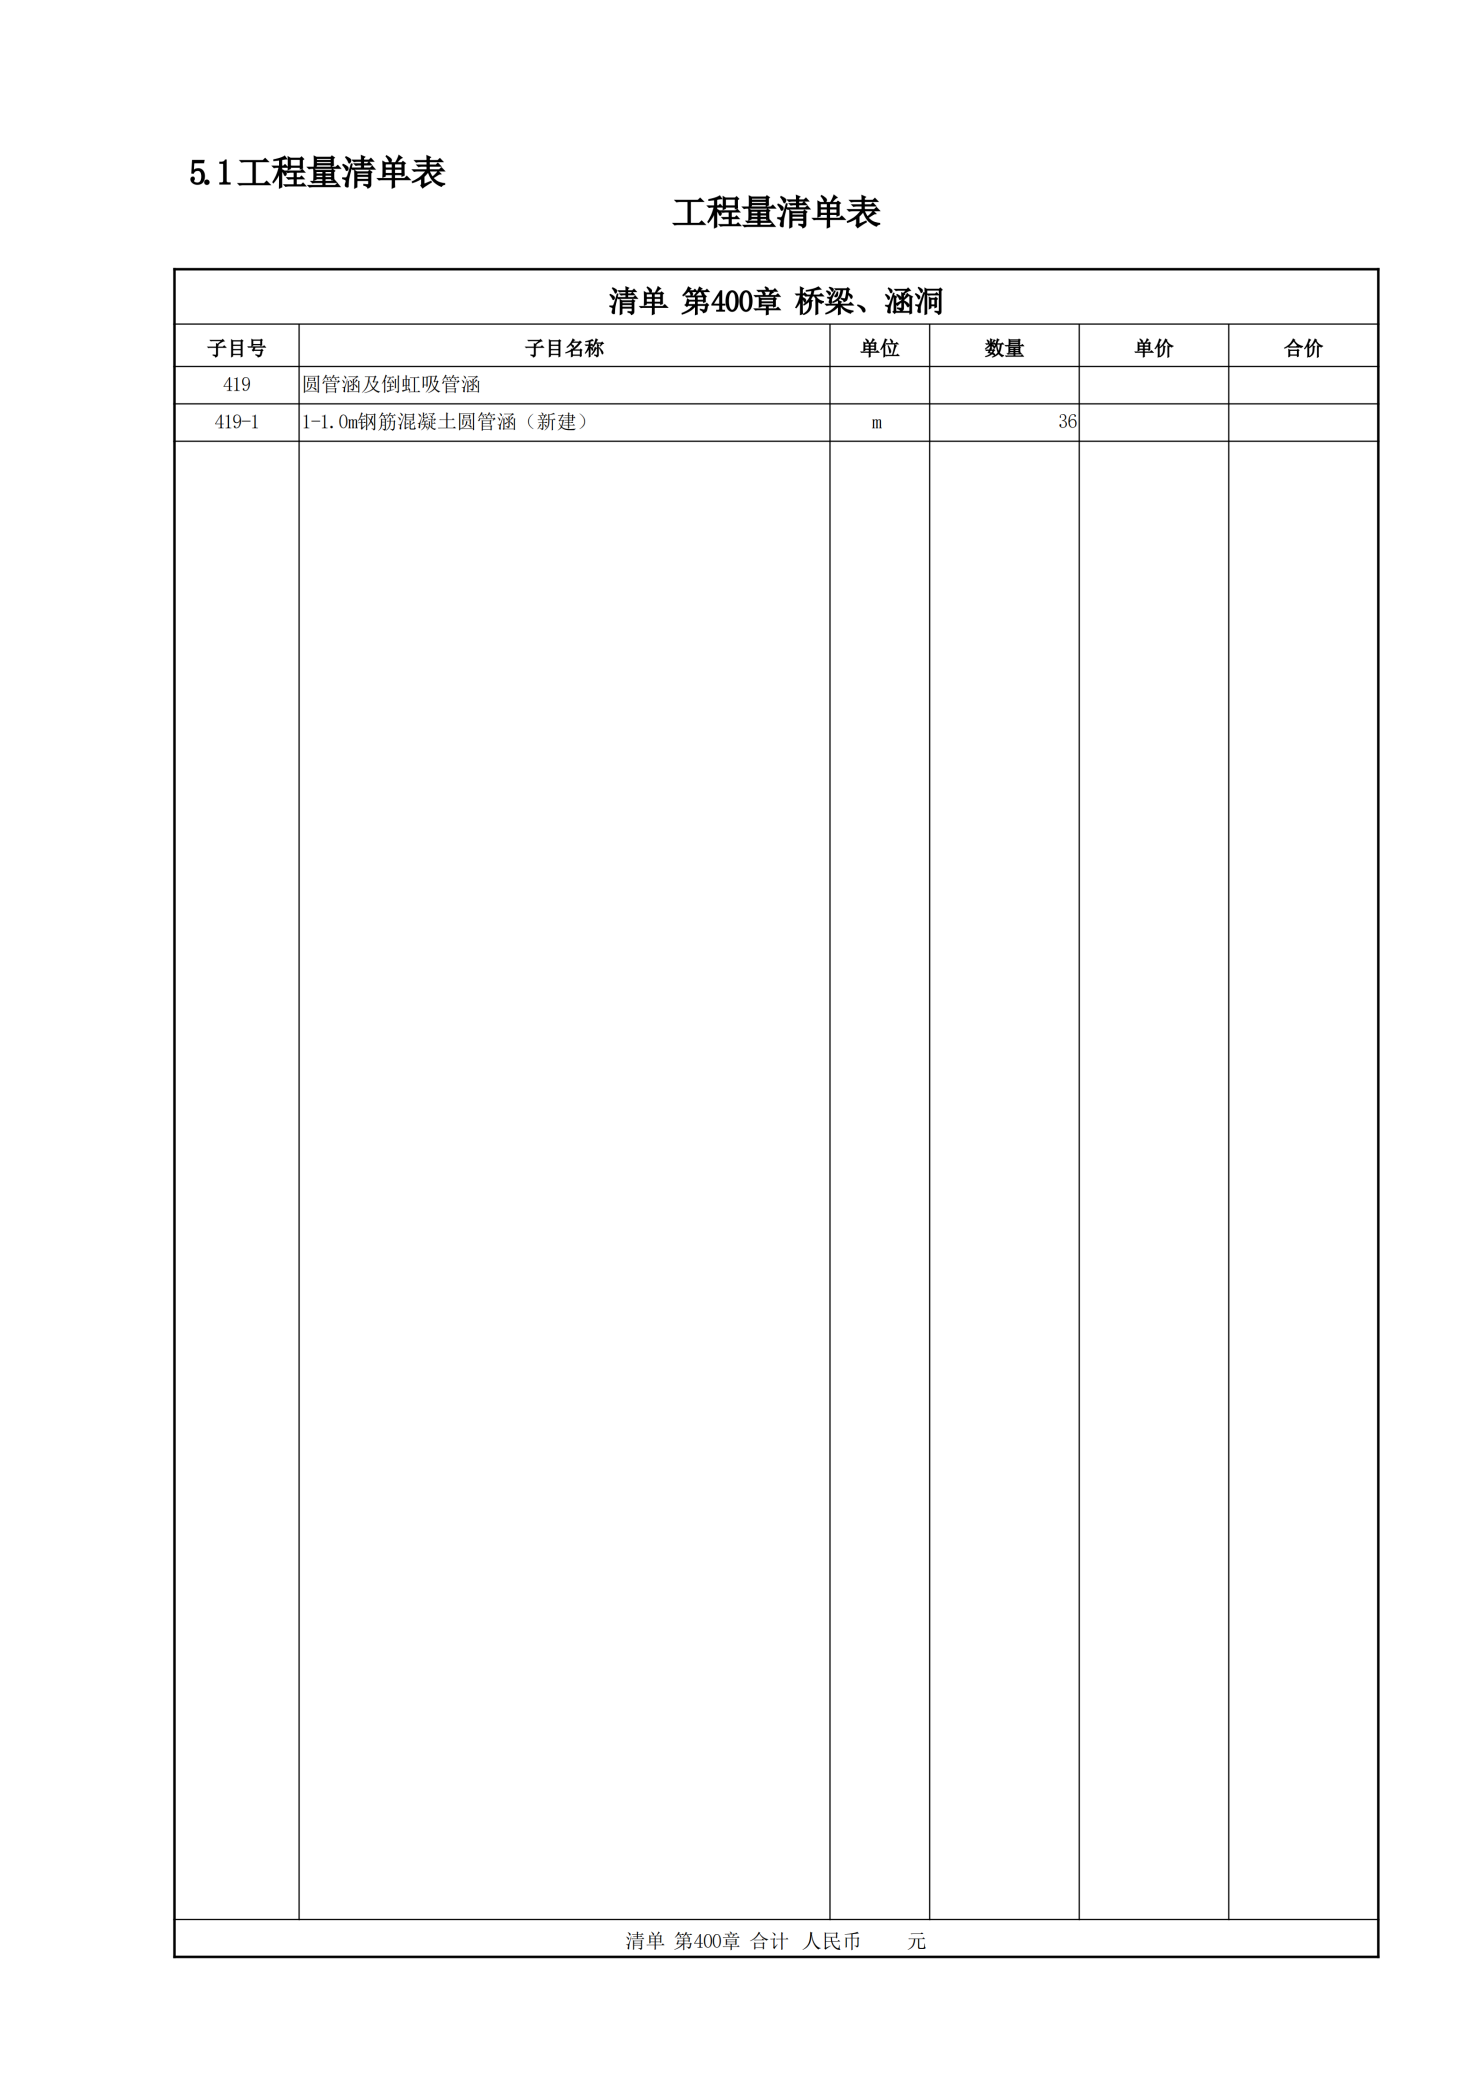 5.1工程量清单表
工程量清单表
清单 第400章 桥梁、涵洞
子目号 子目名称 单位 数量 单价 合价
419 圆管涵及倒虹吸管涵
419-1 1-1.0m钢筋混凝土圆管涵（新建） m 36
清单 第400章 合计 人民币 元